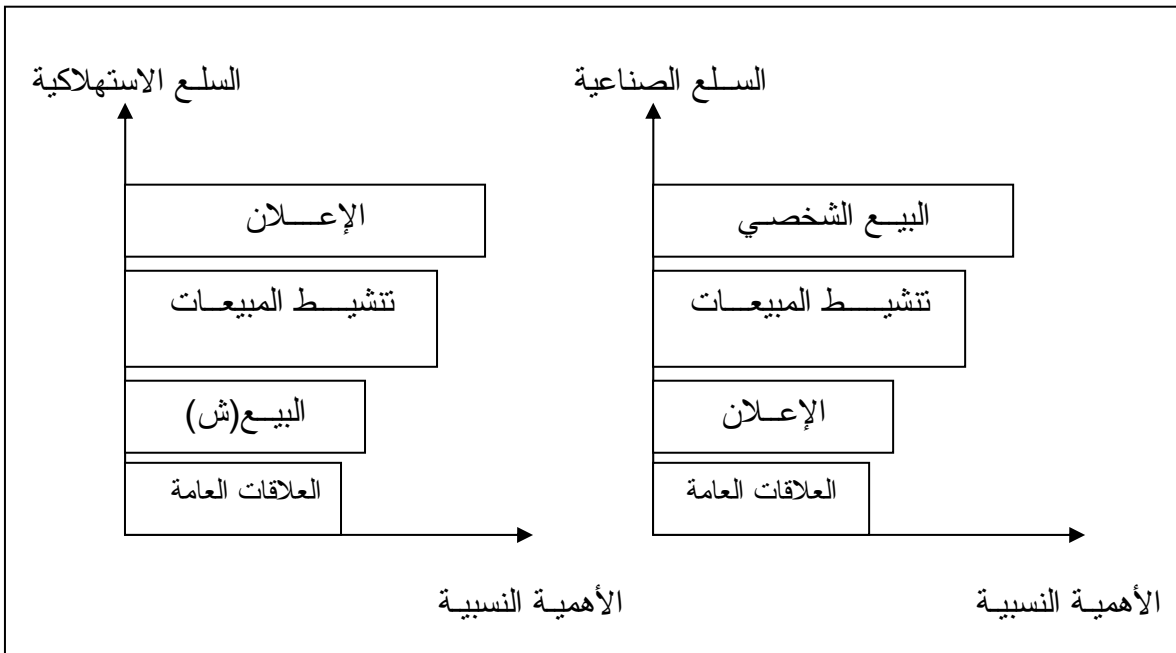 السلع الصناعية
البيع الشخصي
تنشيط المبيعات
الإعلان
العلاقات العامة
الأهمية النسبية
السلع الاستهلاكية
الإعلان
تنشيط المبيعات
البيع(ش)
العلاقات العامة
الأهمية النسبية